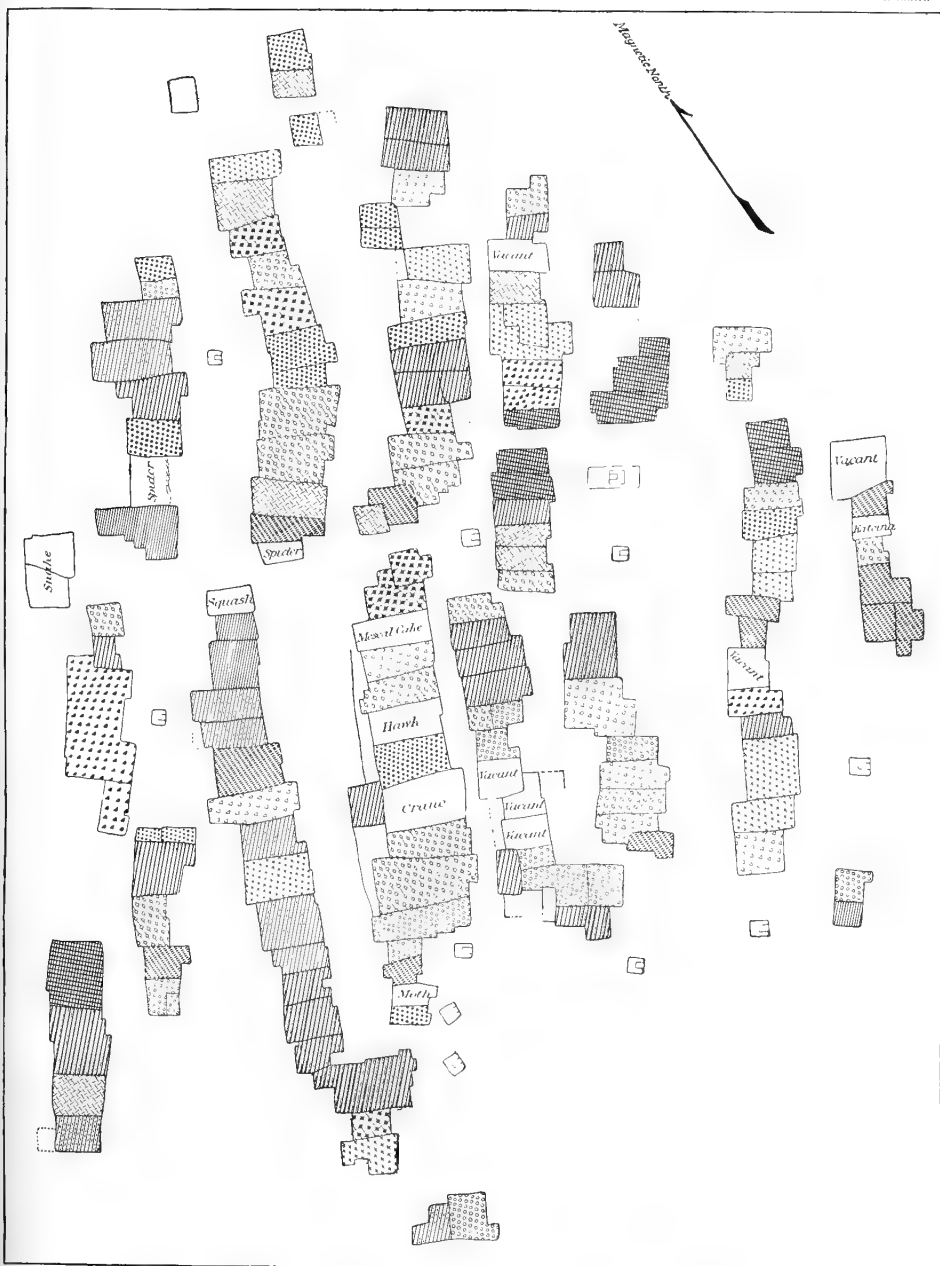 Magnetic North
Vacant
Spider
Vacant
Katcina
Snake
Spider
Squash
Mescal Cake
Vacant
Hawk
Vacant
Crane
Vacant
Vacant
Moth